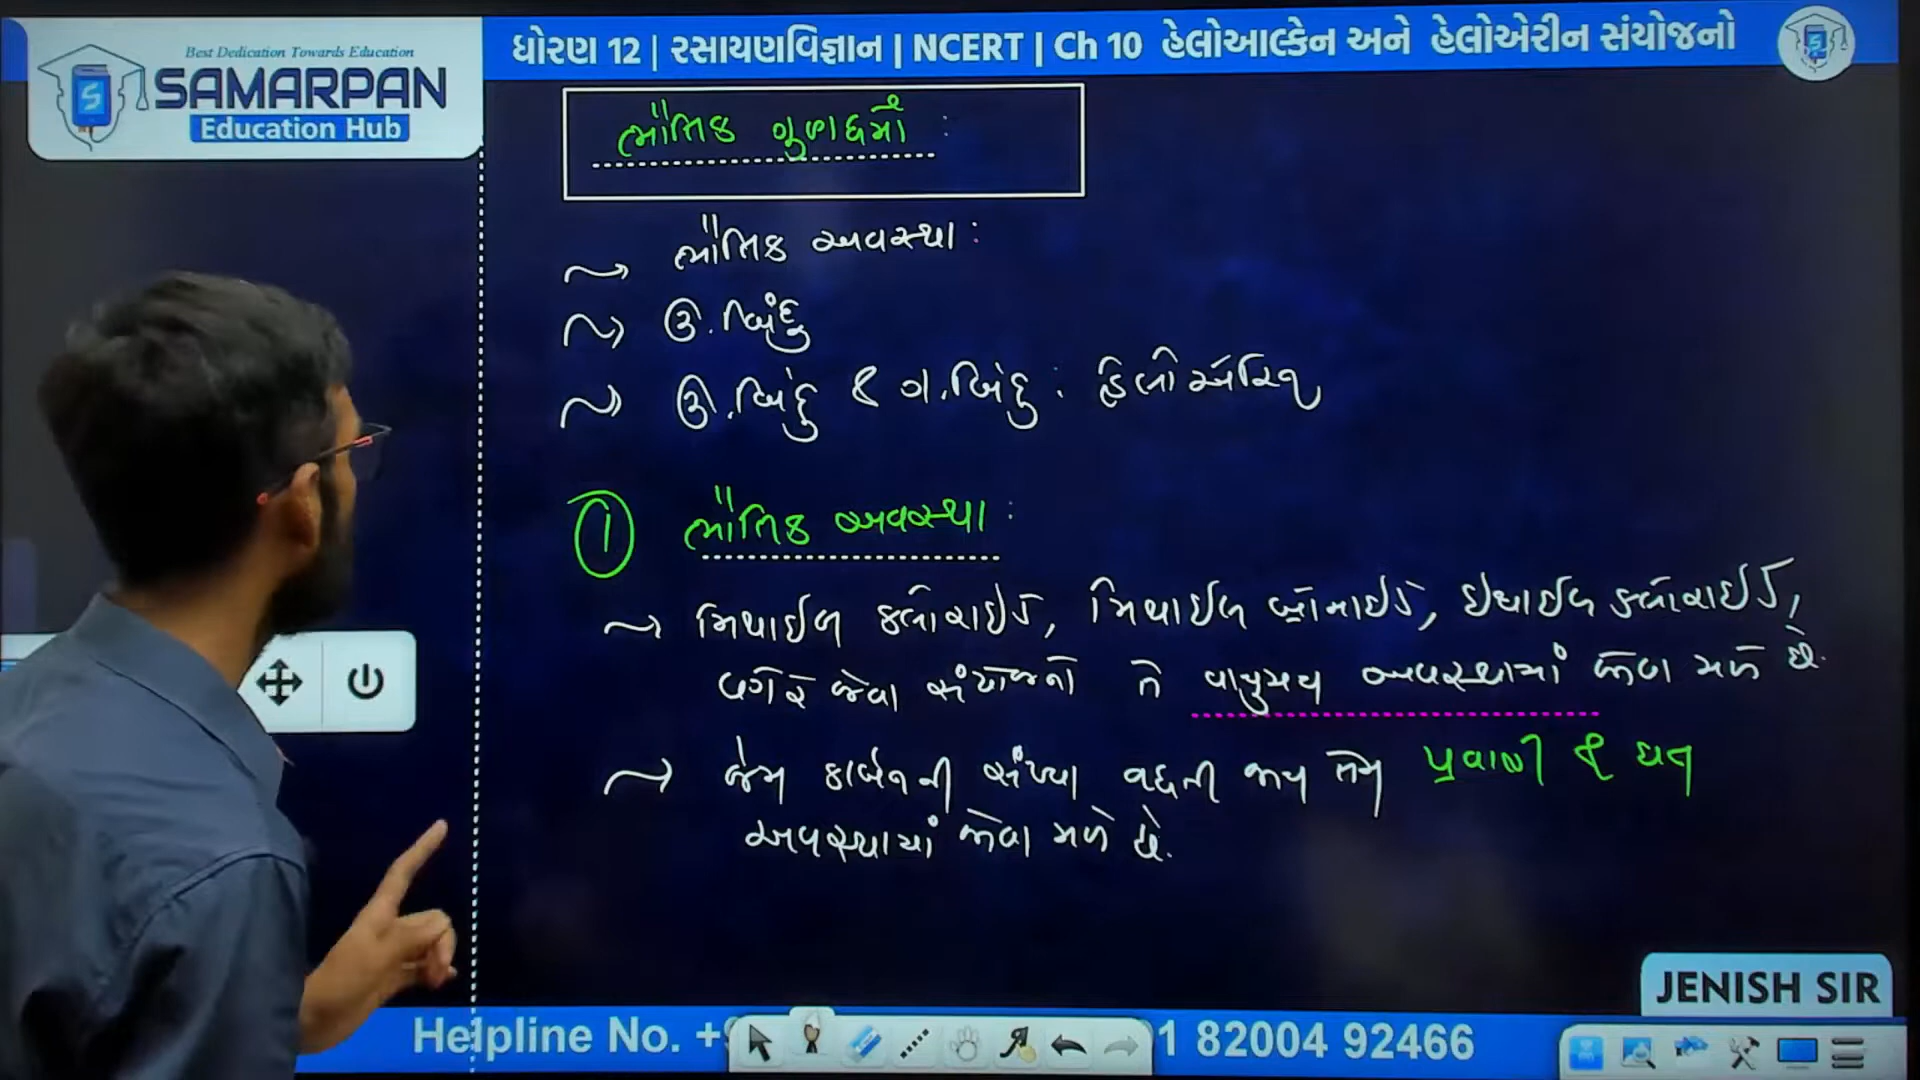 Best Dedication Towards Education
SAMARPAN
Education Hub
ધોરણ 12 | રસાયણવિજ્ઞાન | NCERT | Ch 10 હેલોઆલ્કેન અને હેલોએરીન સંયોજનો
ભૌતિક ગુણધર્મો :
ભૌતિક અવસ્થા :
ઉ.બિંદુ
ઉ.બિંદુ & ગ.બિંદુ : હેલોએરિન
1 ભૌતિક અવસ્થા :
મિથાઈલ ક્લોરાઈડ, મિથાઈલ બ્રોમાઈડ, ઈથાઈલ ક્લોરાઈડ,
વગેરે જેવા સંયોજનો તે વાયુમય અવસ્થામાં જોવા મળે છે.
જેમ કાર્બનની સંખ્યા વધતી જાય તેમ પ્રવાહી & ઘન
અવસ્થામાં જોવા મળે છે.
JENISH SIR
Helpline No. +9 1 82004 92466